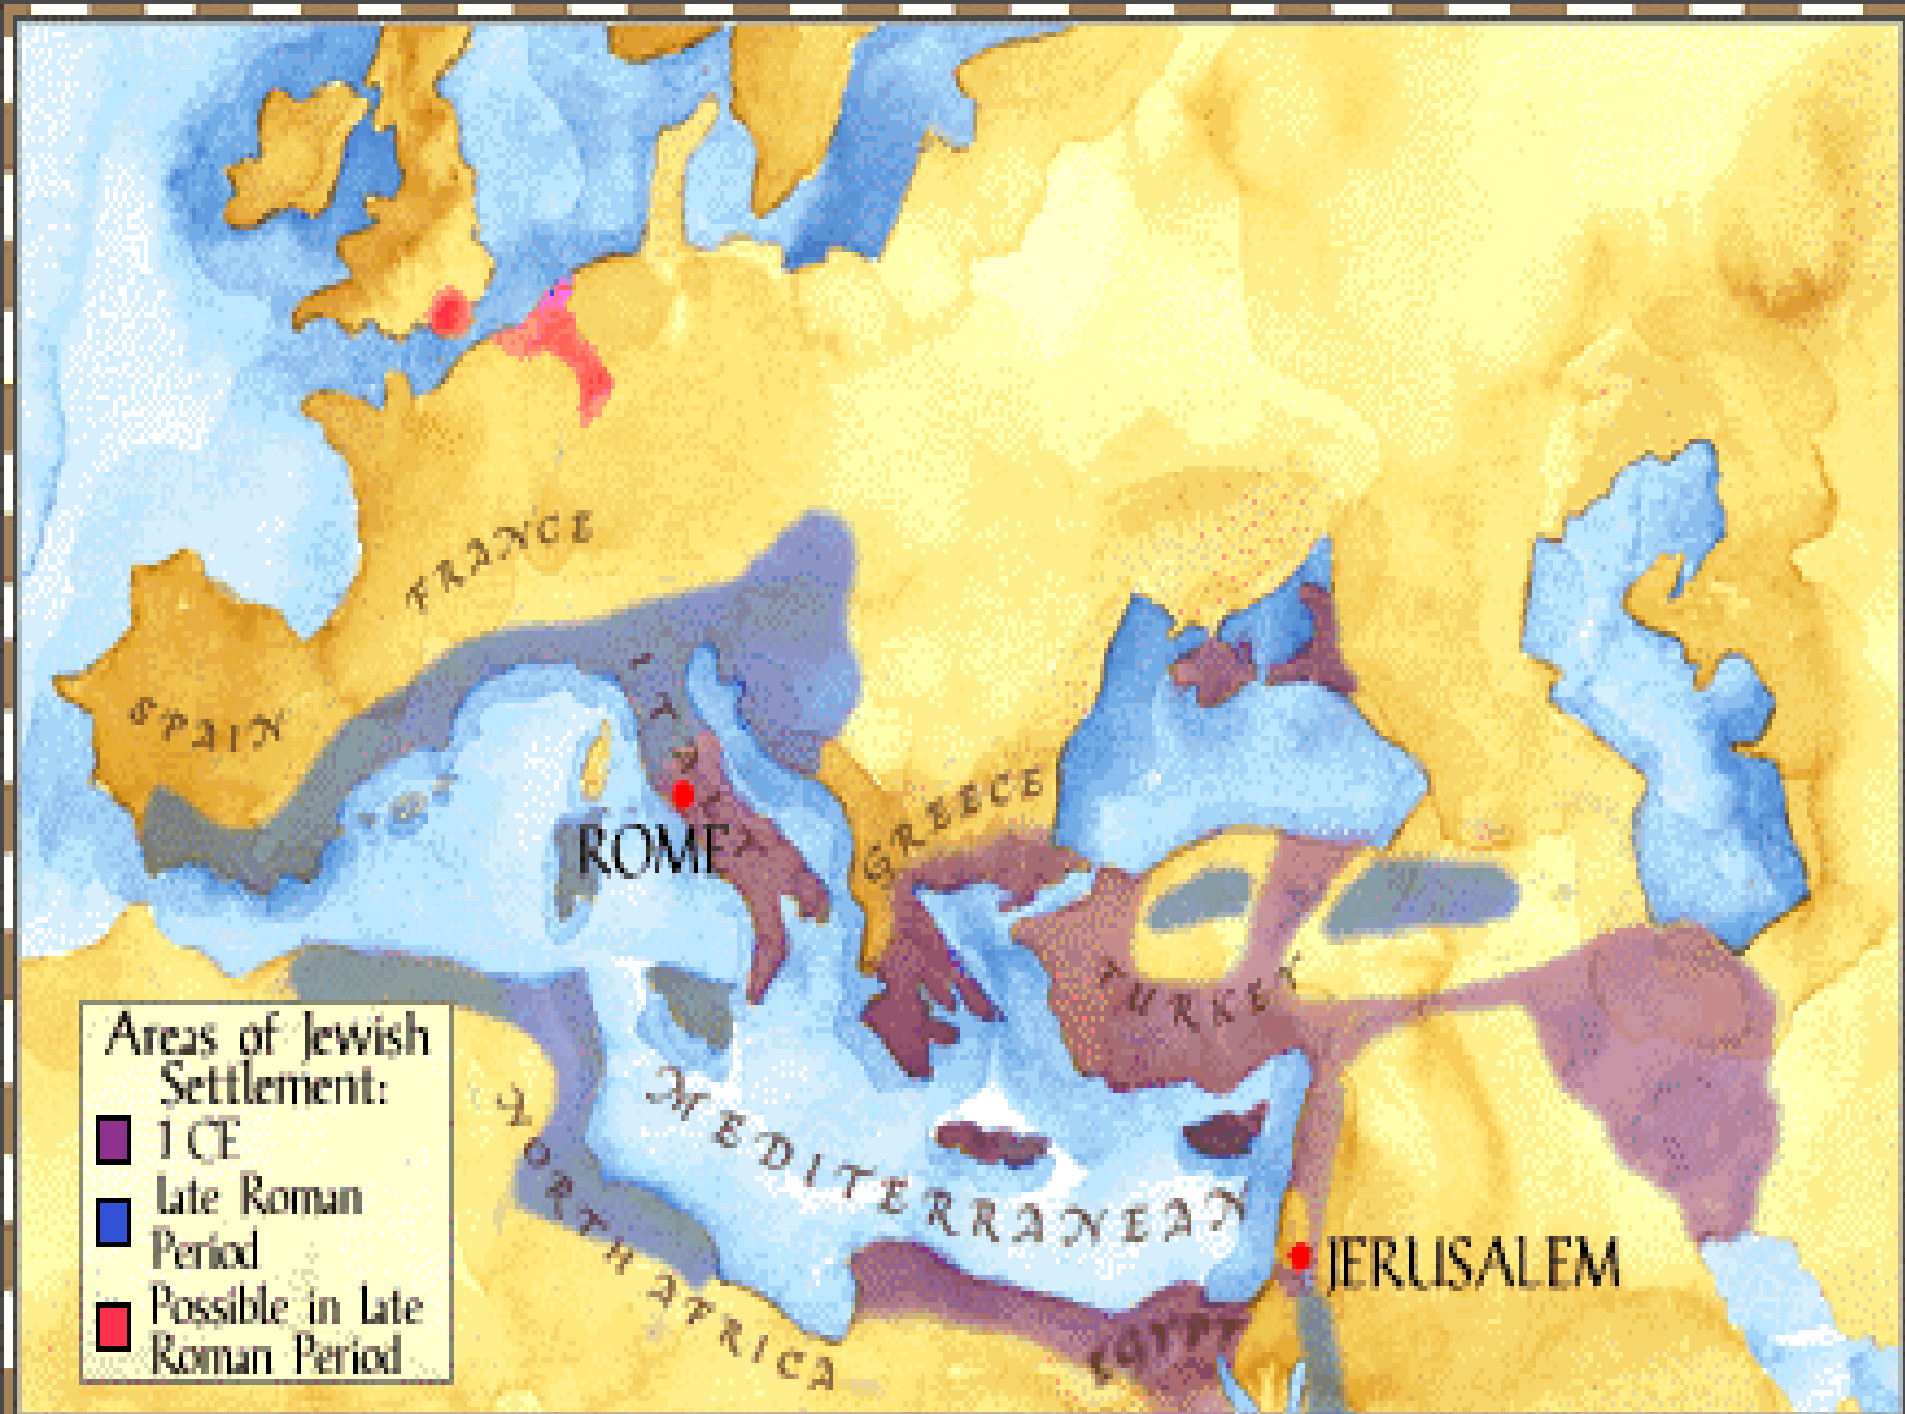 FRANCE
SPAIN
ITALY
ROME
GREECE
TURKEY
MEDITERRANEAN
NORTH AFRICA
EGYPT
JERUSALEM
Areas of Jewish
Settlement:
1 CE
late Roman
Period
Possible in late
Roman Period